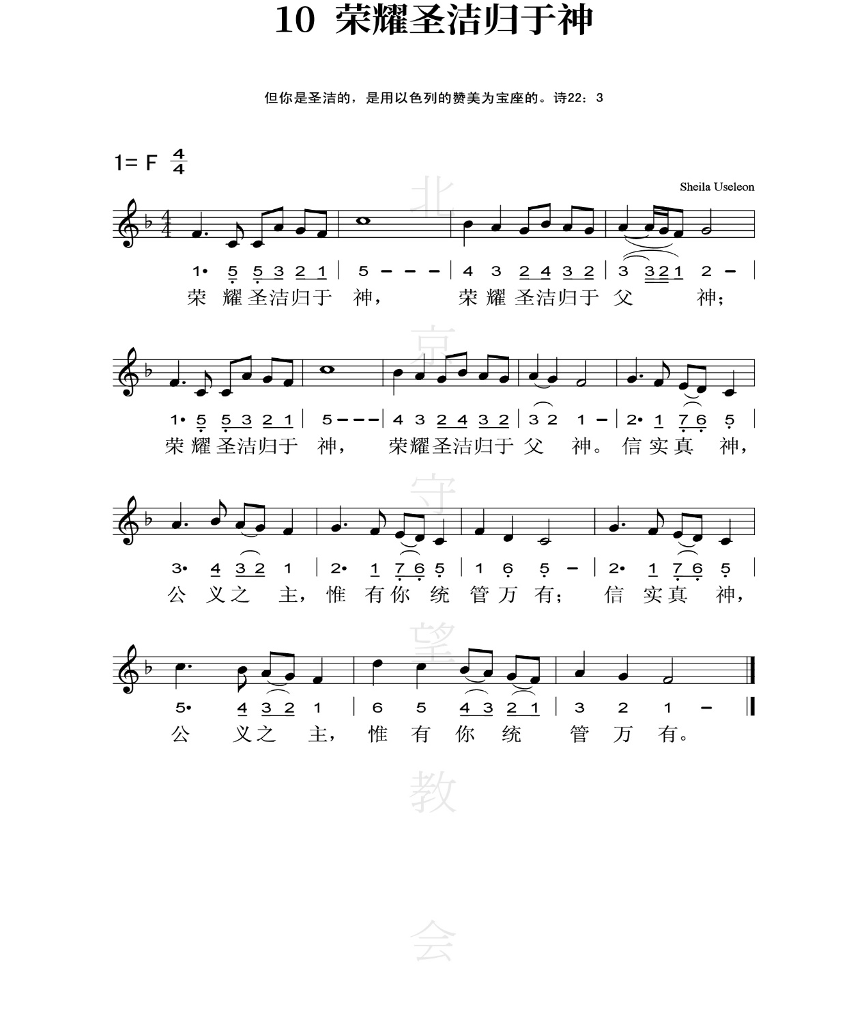 10 荣耀圣洁归于神
但你是圣洁的，是用以色列的赞美为宝座的。诗22：3
1= F 4/4
Sheila Useleon
北
1• 5 5 3 2 1 | 5 – – – | 4 3 2 4 3 2 | 3 3 2 1 2 – |
荣 耀 圣洁归于 神， 荣 耀 圣洁归于 父 神；
京
1• 5 5 3 2 1 | 5 – – – | 4 3 2 4 3 2 | 3 2 1 – | 2• 1 7 6 5 |
荣 耀 圣洁归于 神， 荣耀圣洁归于 父 神。 信 实 真 神，
守
3• 4 3 2 1 | 2• 1 7 6 5 | 1 6 5 – | 2• 1 7 6 5 |
公 义 之 主， 惟 有 你 统 管 万 有； 信 实 真 神，
望
5• 4 3 2 1 | 6 5 4 3 2 1 | 3 2 1 – |
公 义 之 主， 惟 有 你 统 管 万 有。
教
会